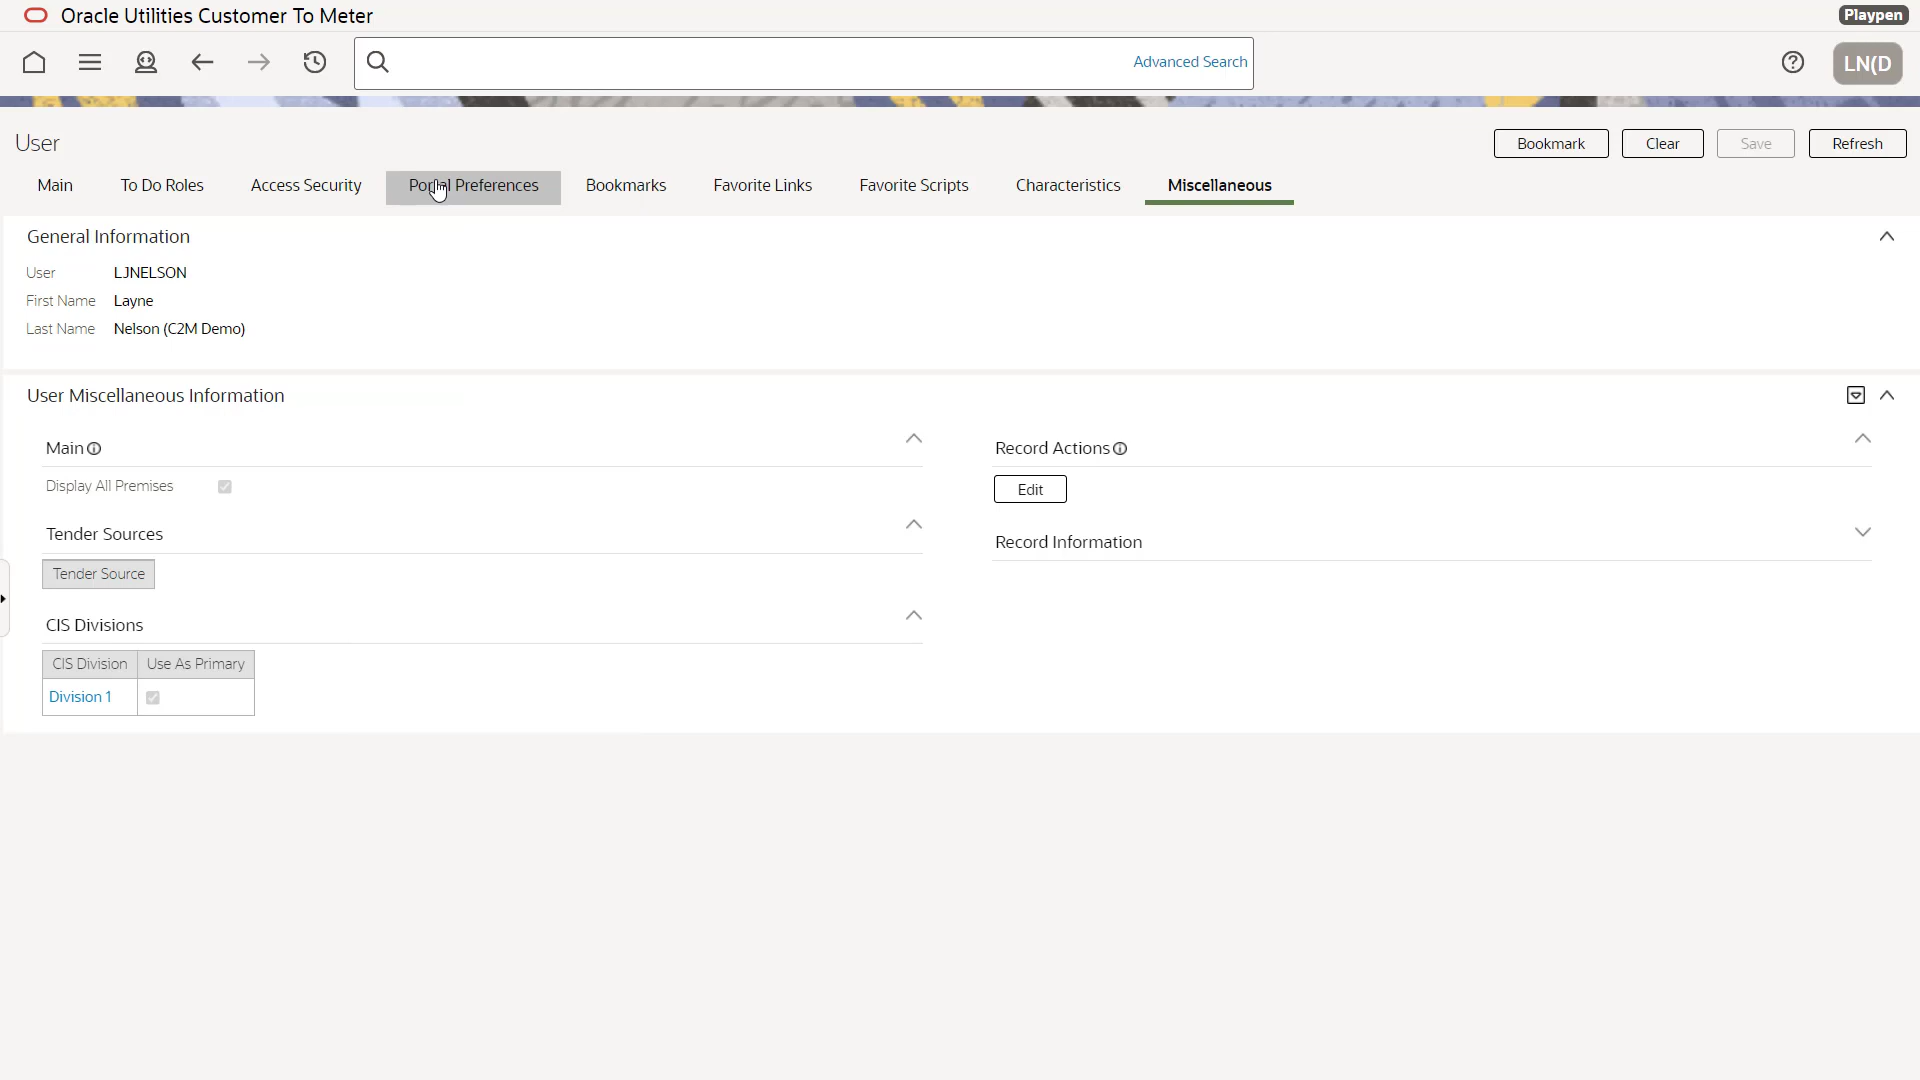 Oracle Utilities Customer To Meter
Playpen
Advanced Search
LN(D
User
Bookmark Clear Save Refresh
Main To Do Roles Access Security Portal Preferences Bookmarks Favorite Links Favorite Scripts Characteristics Miscellaneous
General Information
User LJNELSON
First Name Layne
Last Name Nelson (C2M Demo)
User Miscellaneous Information
Main
Display All Premises
Tender Sources
Tender Source
CIS Divisions
CIS Division Use As Primary
Division 1
Record Actions
Edit
Record Information